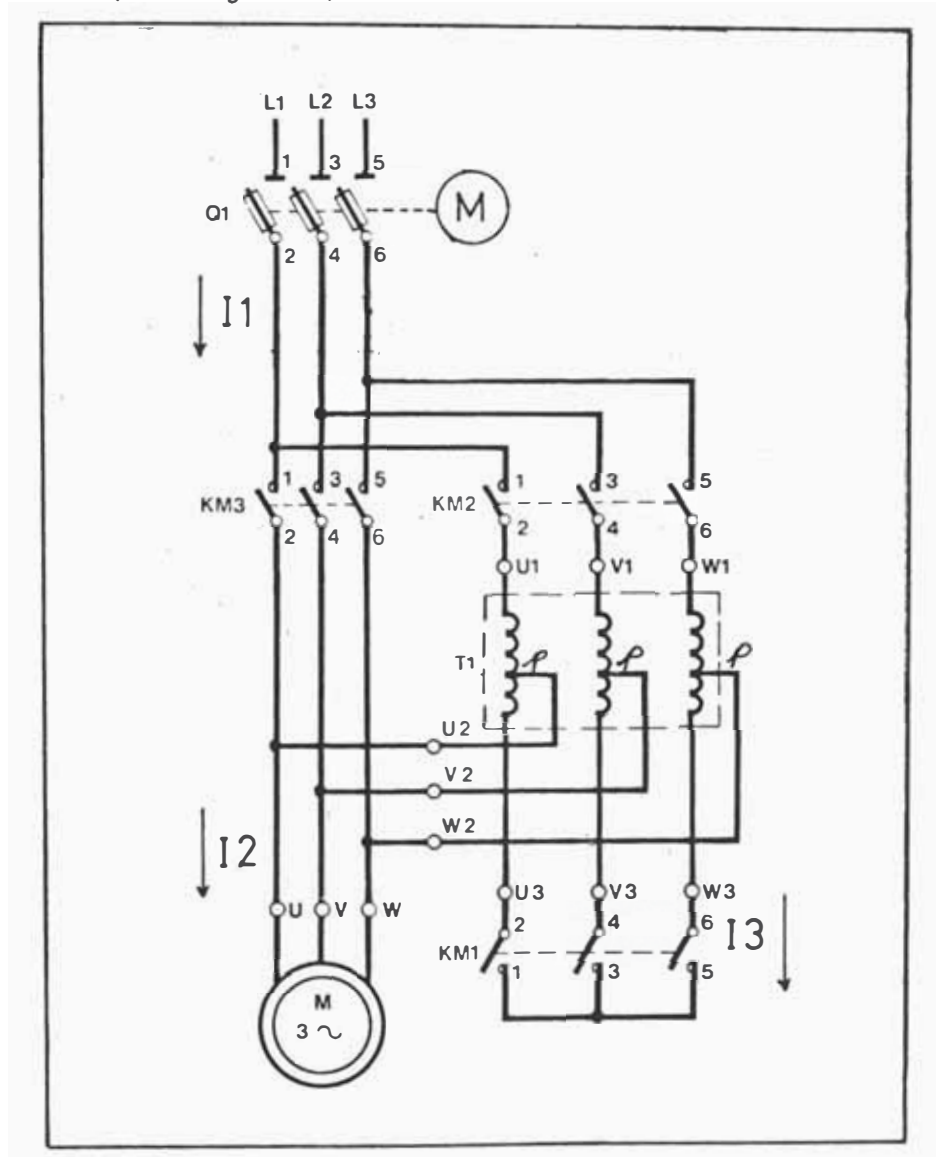 L1 L2 L3
1 3 5
Q1 M
2 4 6
I1
1 3 5 1 3 5
KM3 KM2
2 4 6 2 4 6
U1 V1 W1
T1
U2
V2
W2
I2
U3 V3 W3
U V W
2 4 6 I3
KM1
1 3 5
M
3 ~